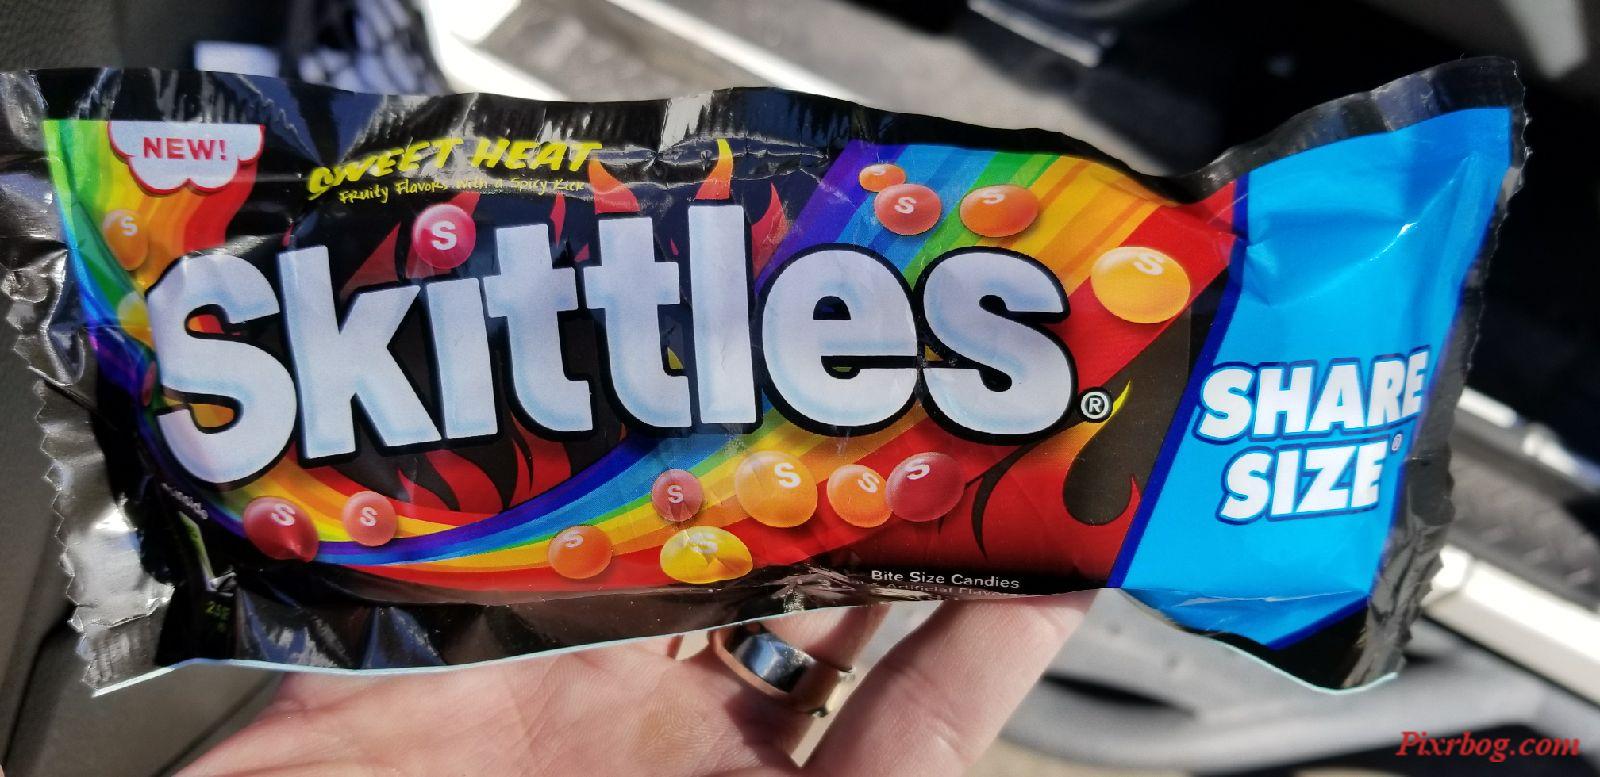 NEW!
SWEET HEAT
Fruity Flavors with a Spicy Kick
Skittles®
SHARE
SIZE®
Bite Size Candies
S
S
S
S
S
S
S
S
S
S
S
S
S
Pixrbog.com